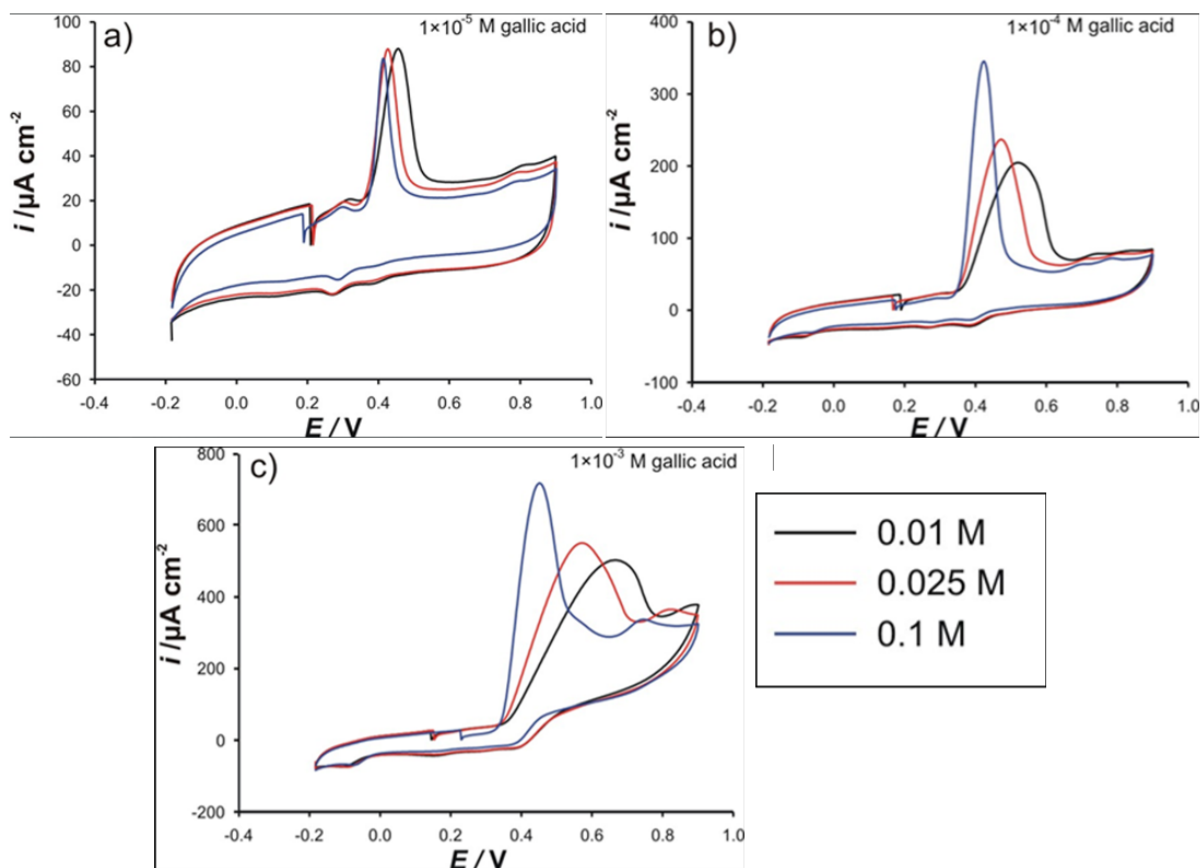 a)
1×10⁻⁵ M gallic acid
100
80
60
40
20
0
-20
-40
-60
-0.4 -0.2 0.0 0.2 0.4 0.6 0.8 1.0
i /µA cm⁻²
E / V
b)
1×10⁻⁴ M gallic acid
400
300
200
100
0
-100
-0.4 -0.2 0.0 0.2 0.4 0.6 0.8 1.0
i /µA cm⁻²
E / V
c)
1×10⁻³ M gallic acid
800
600
400
200
0
-200
-0.4 -0.2 0.0 0.2 0.4 0.6 0.8 1.0
i /µA cm⁻²
E / V
0.01 M
0.025 M
0.1 M